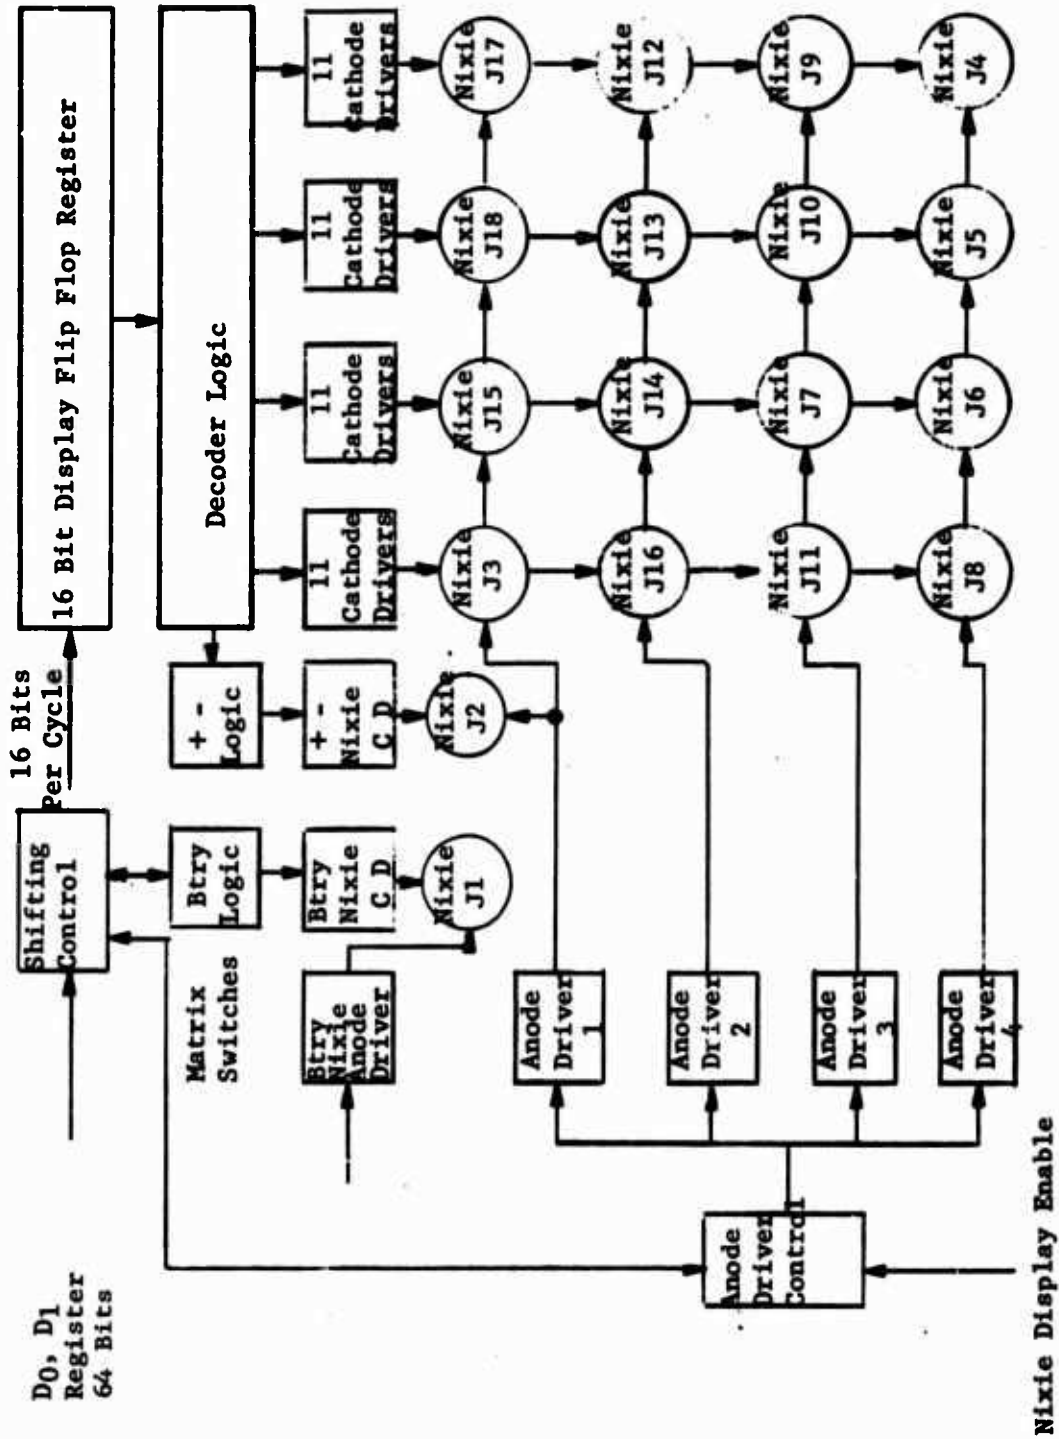 D0, D1
Register
64 Bits
Shifting
Control
16 Bits
Per Cycle
16 Bit Display Flip Flop Register
Matrix
Switches
Btry
Logic
+ -
Logic
Decoder Logic
Btry
Nixie
Anode
Driver
Btry
Nixie
C D
+ -
Nixie
C D
11
Cathode
Drivers
11
Cathode
Drivers
11
Cathode
Drivers
11
Cathode
Drivers
Nixie
J1
Nixie
J2
Nixie
J3
Nixie
J15
Nixie
J18
Nixie
J17
Anode
Driver
1
Nixie
J16
Nixie
J14
Nixie
J13
Nixie
J12
Anode
Driver
2
Anode
Driver
Control
Nixie
J11
Nixie
J7
Nixie
J10
Nixie
J9
Anode
Driver
3
Nixie
J8
Nixie
J6
Nixie
J5
Nixie
J4
Anode
Driver
4
Nixie Display Enable